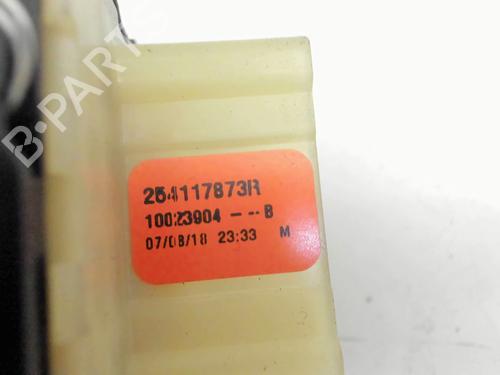 B-PARTS
254117873R
10023904 -- B
07/08/18 23:33 M